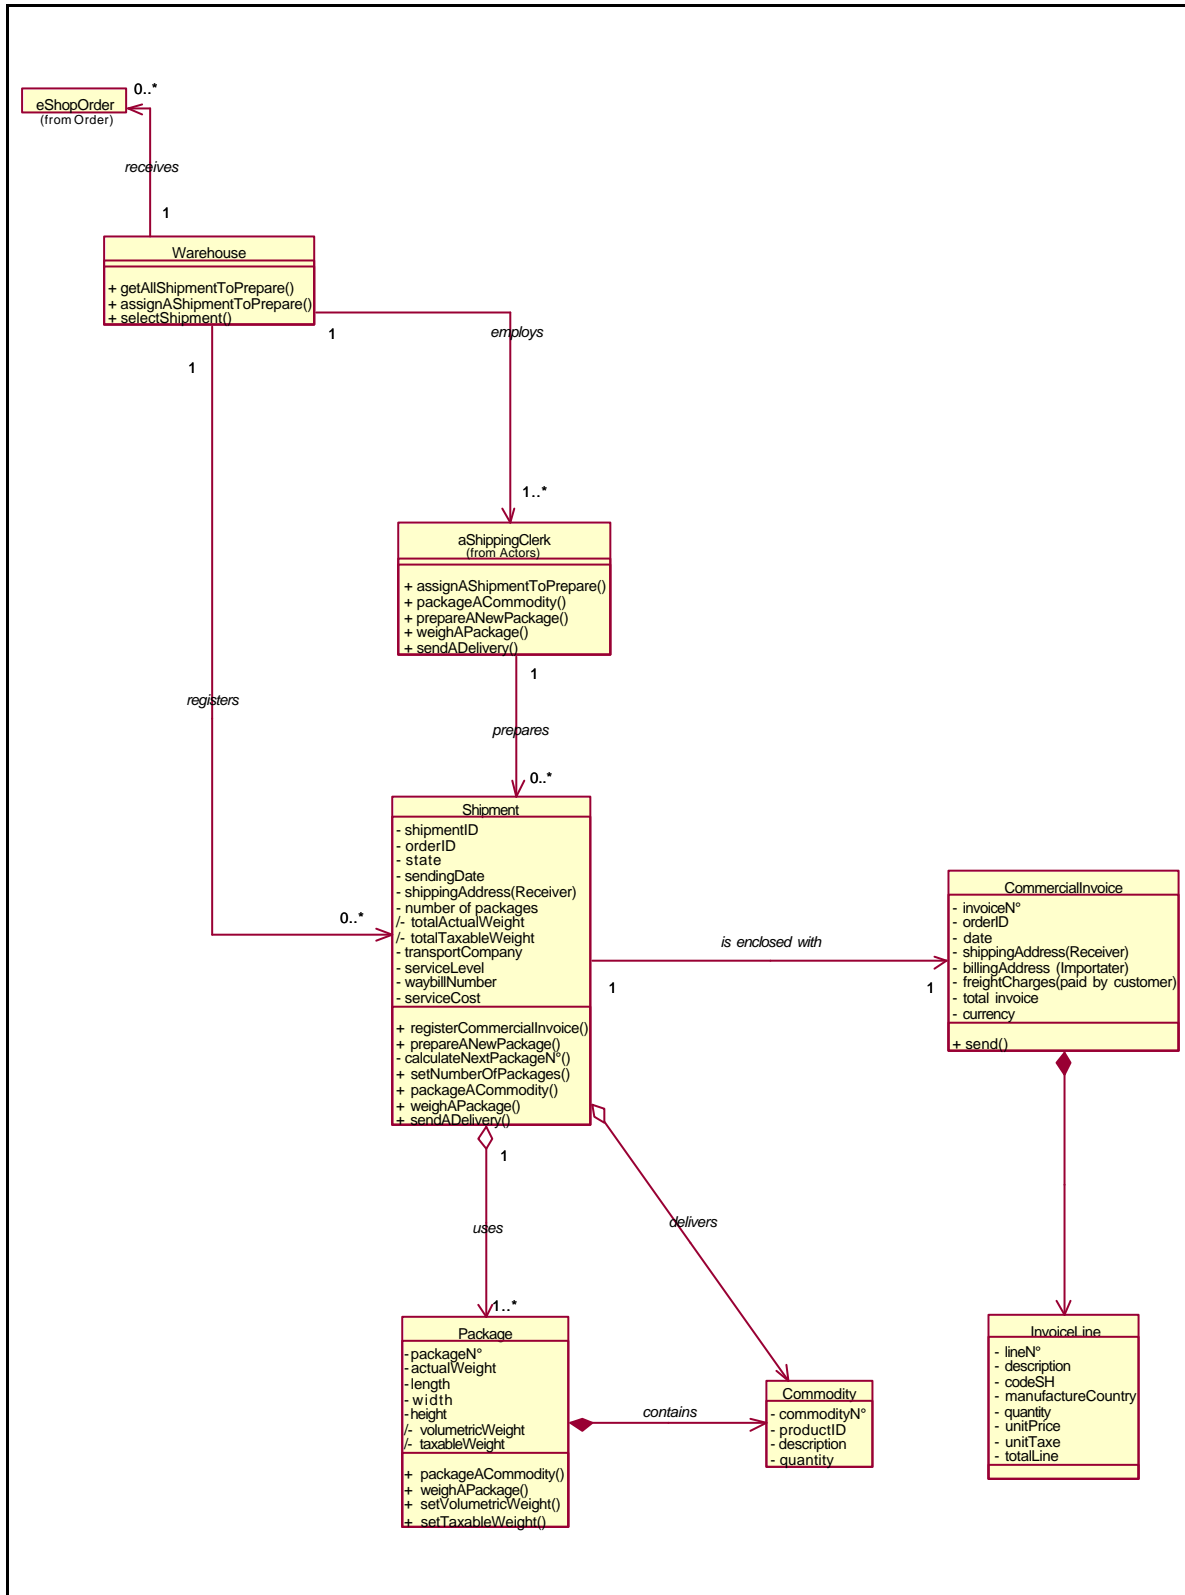 0..*
eShopOrder
(from Order)
receives
1
Warehouse
+ getAllShipmentToPrepare()
+ assignAShipmentToPrepare()
+ selectShipment()
1
employs
1
1..*
aShippingClerk
(from Actors)
+ assignAShipmentToPrepare()
+ packageACommodity()
+ prepareANewPackage()
+ weighAPackage()
+ sendADelivery()
1
registers
prepares
0..*
Shipment
- shipmentID
- orderID
- state
- sendingDate
- shippingAddress(Receiver)
- number of packages
/- totalActualWeight
/- totalTaxableWeight
- transportCompany
- serviceLevel
- waybillNumber
- serviceCost
+ registerCommercialInvoice()
+ prepareANewPackage()
- calculateNextPackageN°()
+ setNumberOfPackages()
+ packageACommodity()
+ weighAPackage()
+ sendADelivery()
0..*
is enclosed with
1
1
CommercialInvoice
- invoiceN°
- orderID
- date
- shippingAddress(Receiver)
- billingAddress (Importater)
- freightCharges(paid by customer)
- total invoice
- currency
+ send()
1
uses
delivers
1..*
Package
- packageN°
- actualWeight
- length
- width
- height
/- volumetricWeight
/- taxableWeight
+ packageACommodity()
+ weighAPackage()
+ setVolumetricWeight()
+ setTaxableWeight()
contains
Commodity
- commodityN°
- productID
- description
- quantity
InvoiceLine
- lineN°
- description
- codeSH
- manufactureCountry
- quantity
- unitPrice
- unitTaxe
- totalLine